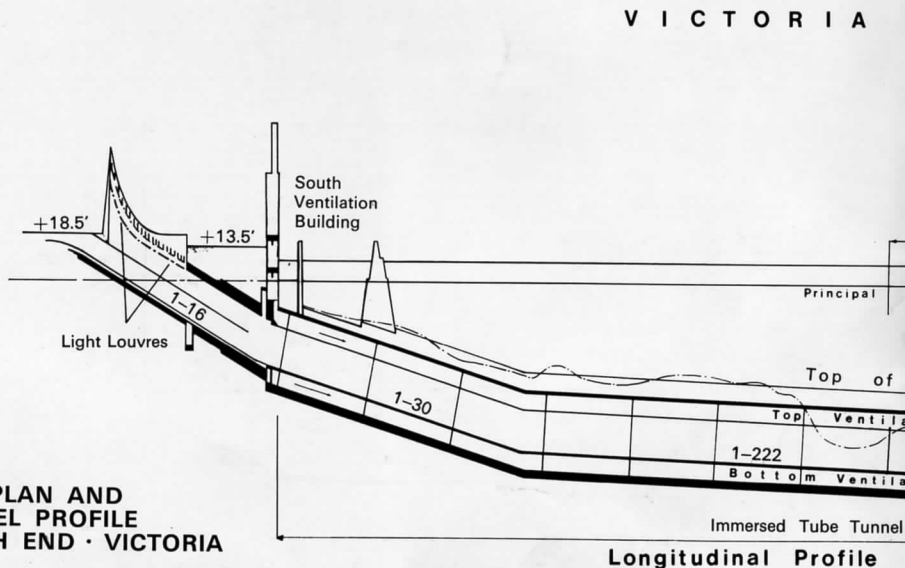 VICTORIA
South
Ventilation
Building
+18.5′
+13.5′
Principal
1–16
Light Louvres
Top of
1–30
Top Ventila
1–222
Bottom Ventila
PLAN AND
EL PROFILE
H END · VICTORIA
Immersed Tube Tunnel
Longitudinal Profile